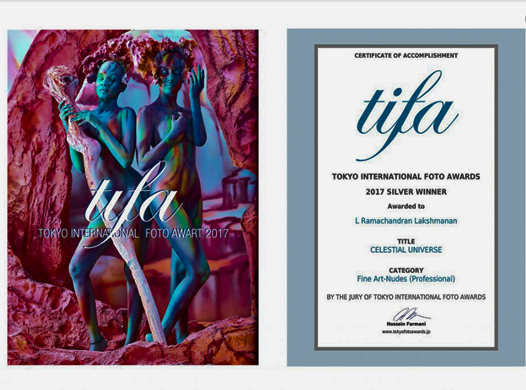 tifa
TOKYO INTERNATIONAL FOTO AWART 2017
CERTIFICATE OF ACCOMPLISHMENT
tifa
TOKYO INTERNATIONAL FOTO AWARDS
2017 SILVER WINNER
Awarded to
L Ramachandran Lakshmanan
TITLE
CELESTIAL UNIVERSE
CATEGORY
Fine Art-Nudes (Professional)
BY THE JURY OF TOKYO INTERNATIONAL FOTO AWARDS
Hossein Farmani
www.tokyofotoawards.jp